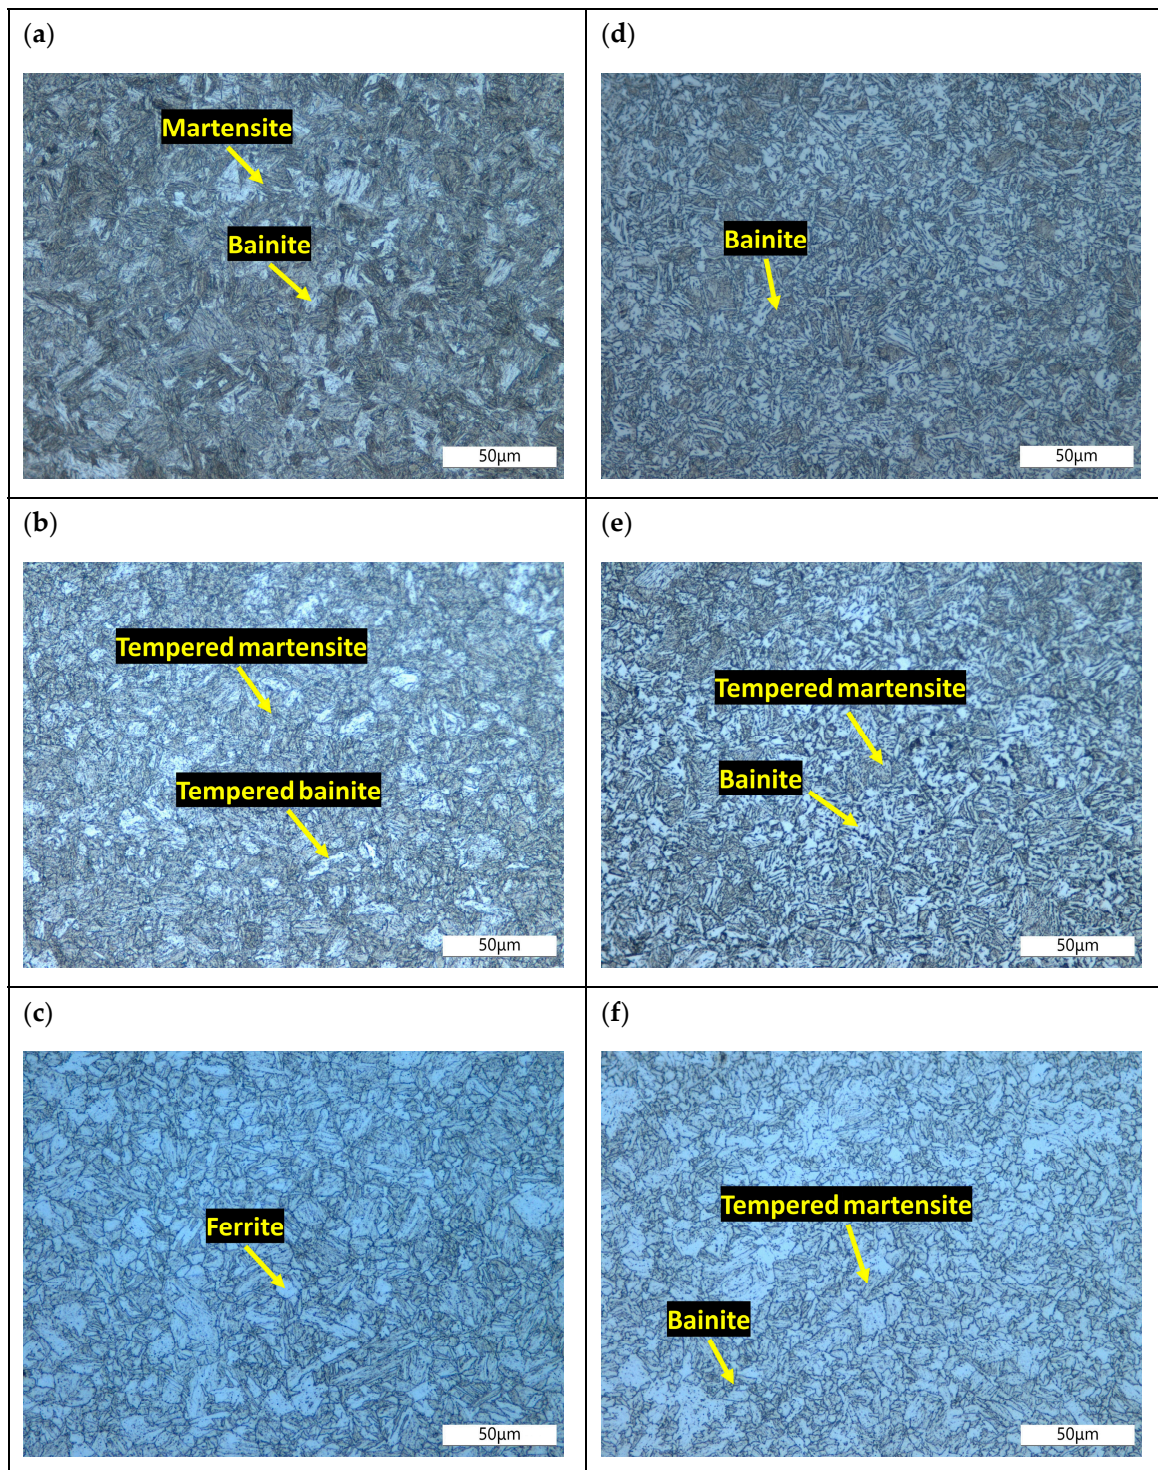 (a)
Martensite
Bainite
50µm
(d)
Bainite
50µm
(b)
Tempered martensite
Tempered bainite
50µm
(e)
Tempered martensite
Bainite
50µm
(c)
Ferrite
50µm
(f)
Tempered martensite
Bainite
50µm